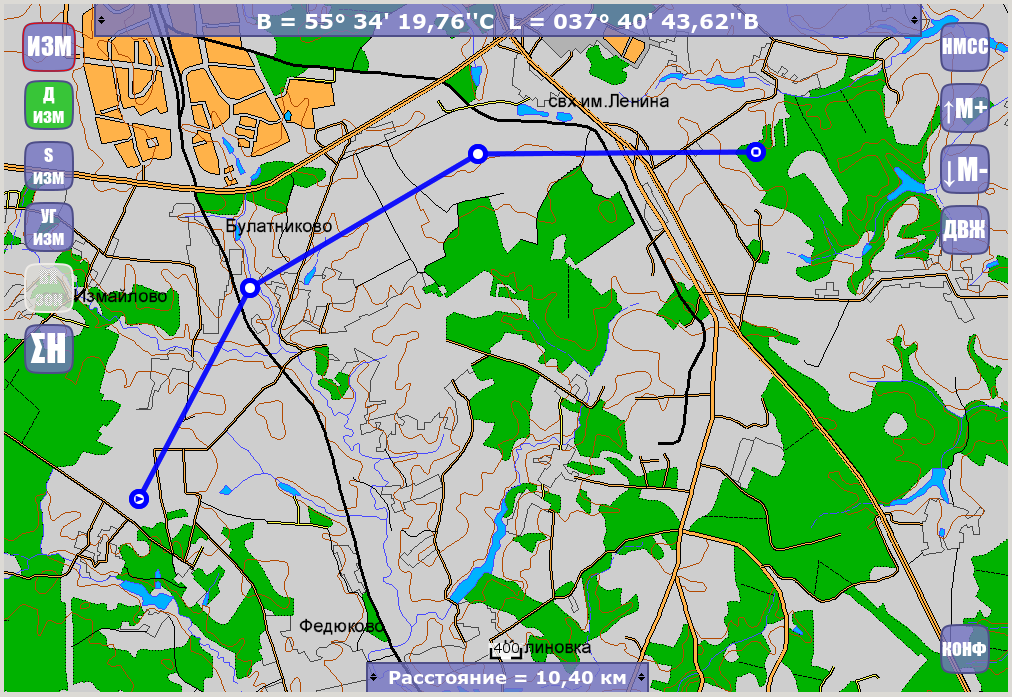 B = 55° 34' 19,76''С  L = 037° 40' 43,62''В
ИЗМ
НМСС
Д
ИЗМ
↑М+
свх.им.Ленина
S
ИЗМ
↓М-
УГ
ИЗМ
Булатниково
ДВЖ
ЗОН
Измайлово
ΣН
Федюково
400
линовка
КОНФ
Расстояние = 10,40 км